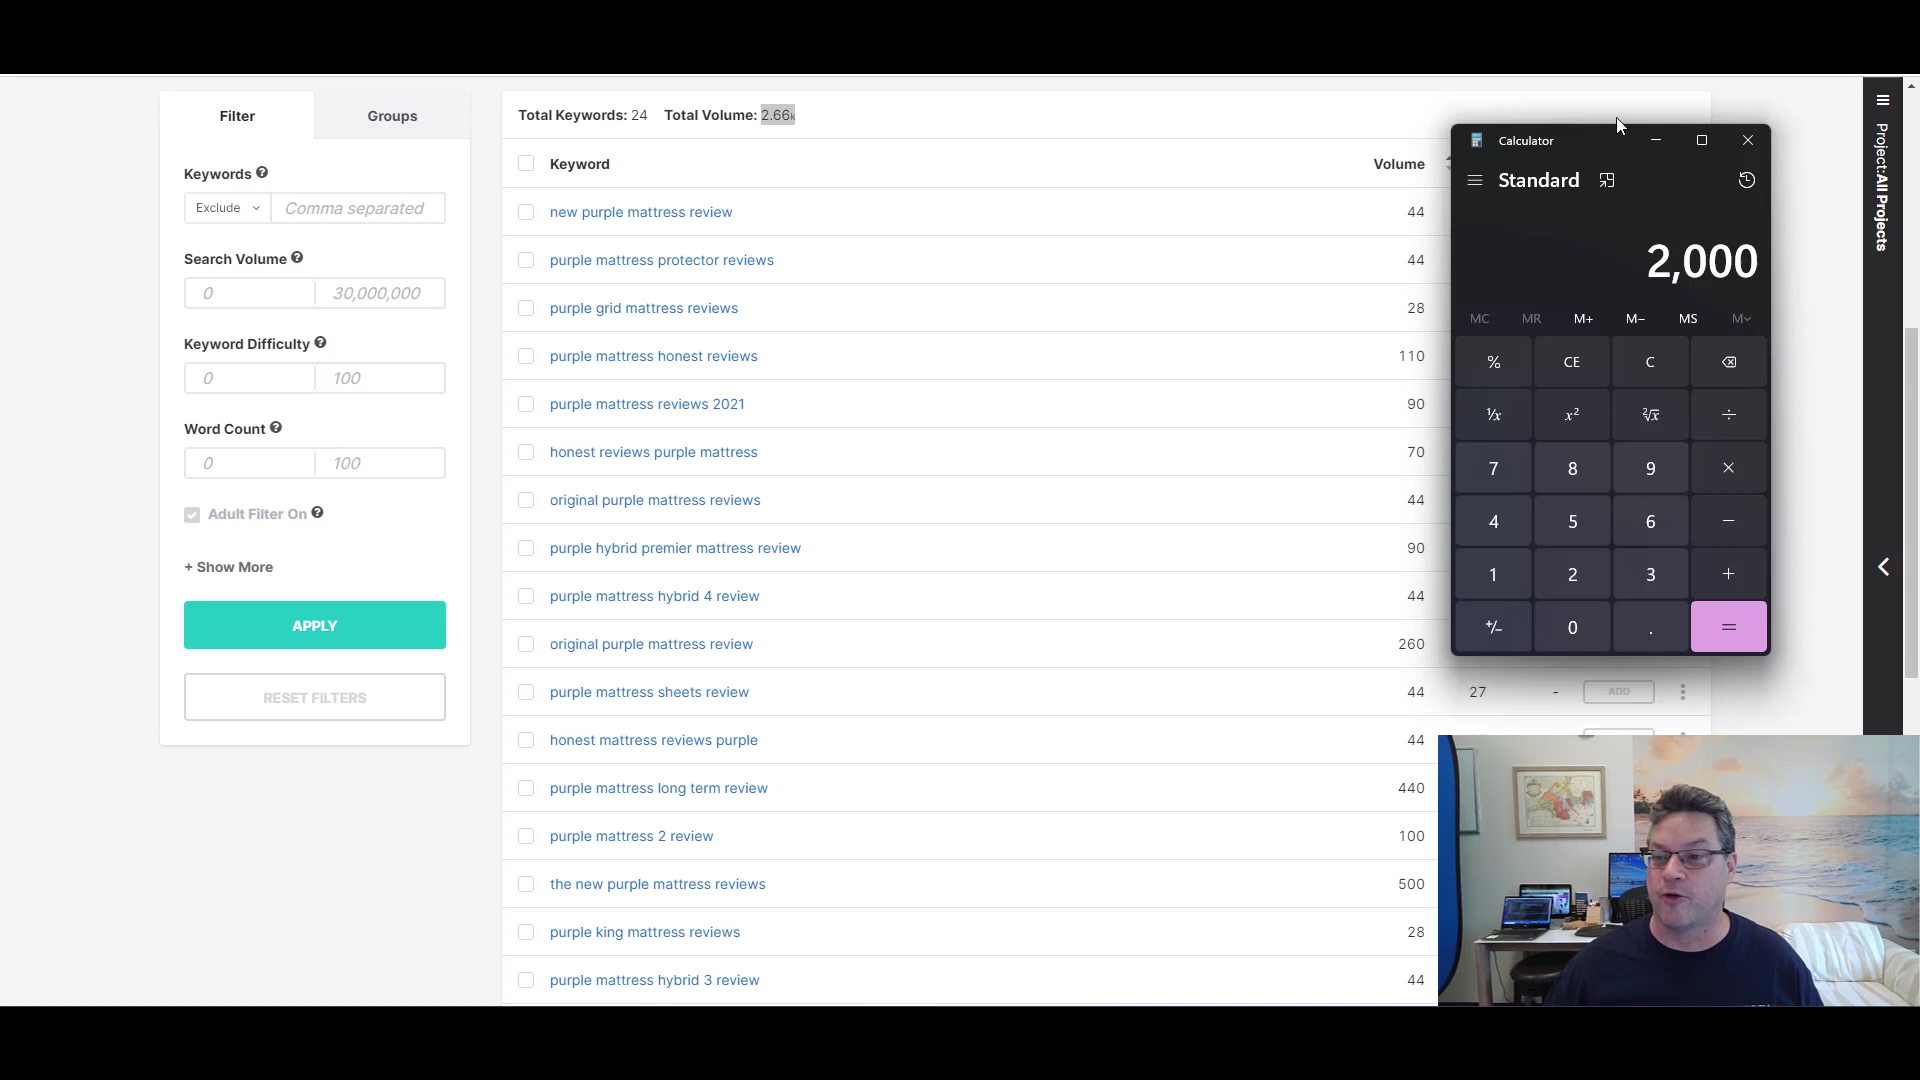 Filter
Groups
Keywords
Exclude
Comma separated
Search Volume
0
30,000,000
Keyword Difficulty
0
100
Word Count
0
100
Adult Filter On
+ Show More
APPLY
RESET FILTERS
Total Keywords: 24 Total Volume: 2.66k
Keyword Volume
new purple mattress review 44
purple mattress protector reviews 44
purple grid mattress reviews 28
purple mattress honest reviews 110
purple mattress reviews 2021 90
honest reviews purple mattress 70
original purple mattress reviews 44
purple hybrid premier mattress review 90
purple mattress hybrid 4 review 44
original purple mattress review 260
purple mattress sheets review 44 27 - ADD
honest mattress reviews purple 44
purple mattress long term review 440
purple mattress 2 review 100
the new purple mattress reviews 500
purple king mattress reviews 28
purple mattress hybrid 3 review 44
Calculator
Standard
2,000
MC MR M+ M− MS M
% CE C
¹/x x² ²√x ÷
7 8 9 ×
4 5 6 −
1 2 3 +
+/− 0 . =
Project:All Projects